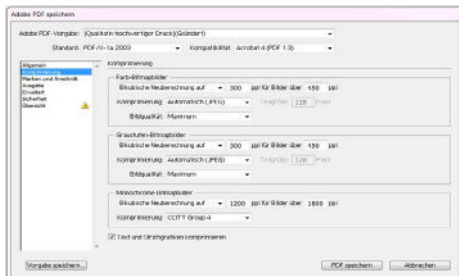 Adobe PDF speichern
Adobe PDF-Vorgabe: [Qualitativ hochwertiger Druck] (Geändert)
Standard: PDF/X-1a:2003 Kompatibilität: Acrobat 4 (PDF 1.3)
Allgemein
Komprimierung
Marken und Anschnitt
Ausgabe
Erweitert
Sicherheit
Übersicht
Komprimierung
Farb-Bitmapbilder
Bikubische Neuberechnung auf 300 ppi für Bilder über 450 ppi
Komprimierung: Automatisch (JPEG) 128
Bildqualität: Maximum
Graustufen-Bitmapbilder
Bikubische Neuberechnung auf 300 ppi für Bilder über 450 ppi
Komprimierung: Automatisch (JPEG) 128
Bildqualität: Maximum
Monochrome Bitmapbilder
Bikubische Neuberechnung auf 1200 ppi für Bilder über 1800 ppi
Komprimierung: CCITT Group 4
Text und Strichgrafiken komprimieren
Vorgabe speichern... PDF speichern Abbrechen